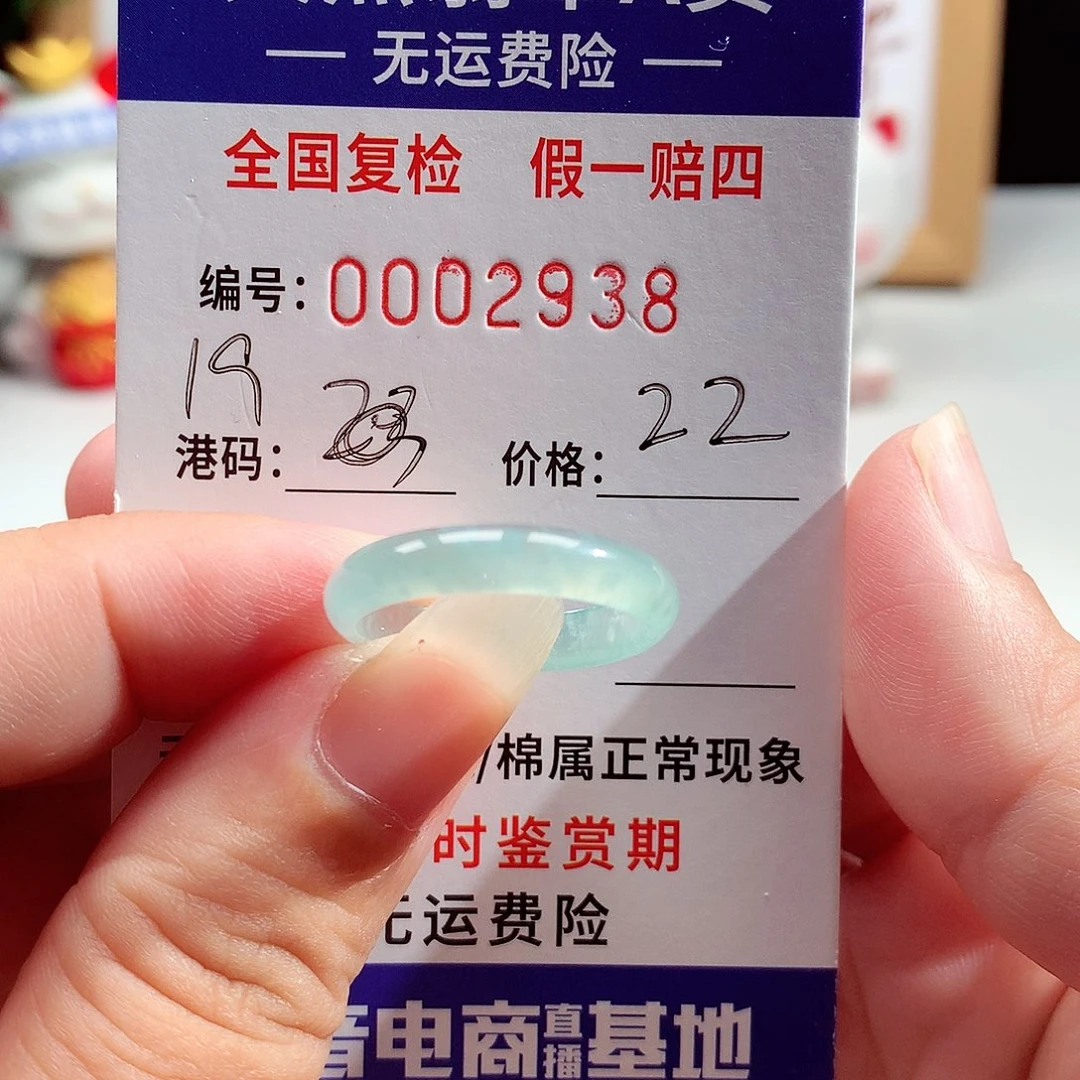 — 无运费险 —
全国复检 假一赔四
编号：0002938
19
港码： 价格：22
/棉属正常现象
时鉴赏期
无运费险
音电商直播基地